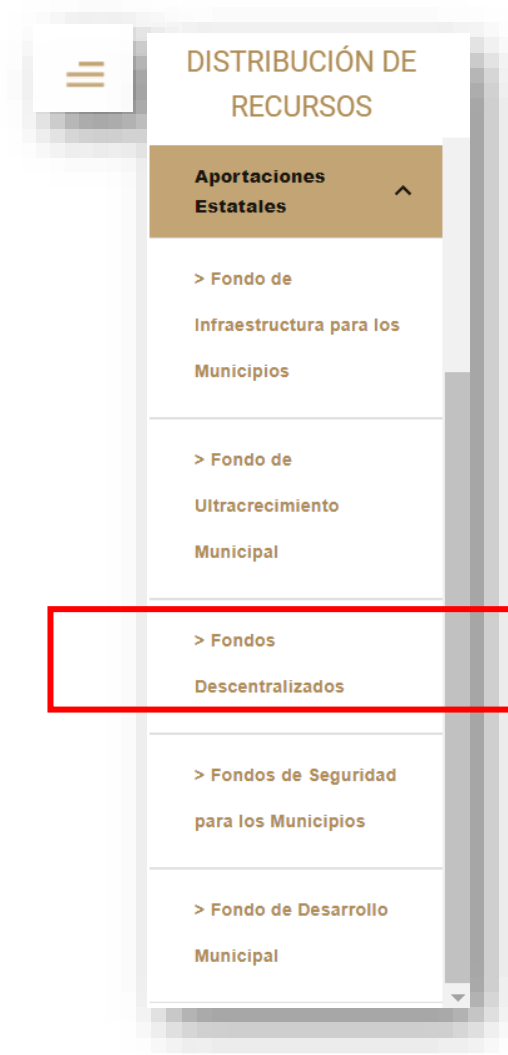 DISTRIBUCIÓN DE
RECURSOS
Aportaciones
Estatales
> Fondo de
Infraestructura para los
Municipios
> Fondo de
Ultracrecimiento
Municipal
> Fondos
Descentralizados
> Fondos de Seguridad
para los Municipios
> Fondo de Desarrollo
Municipal